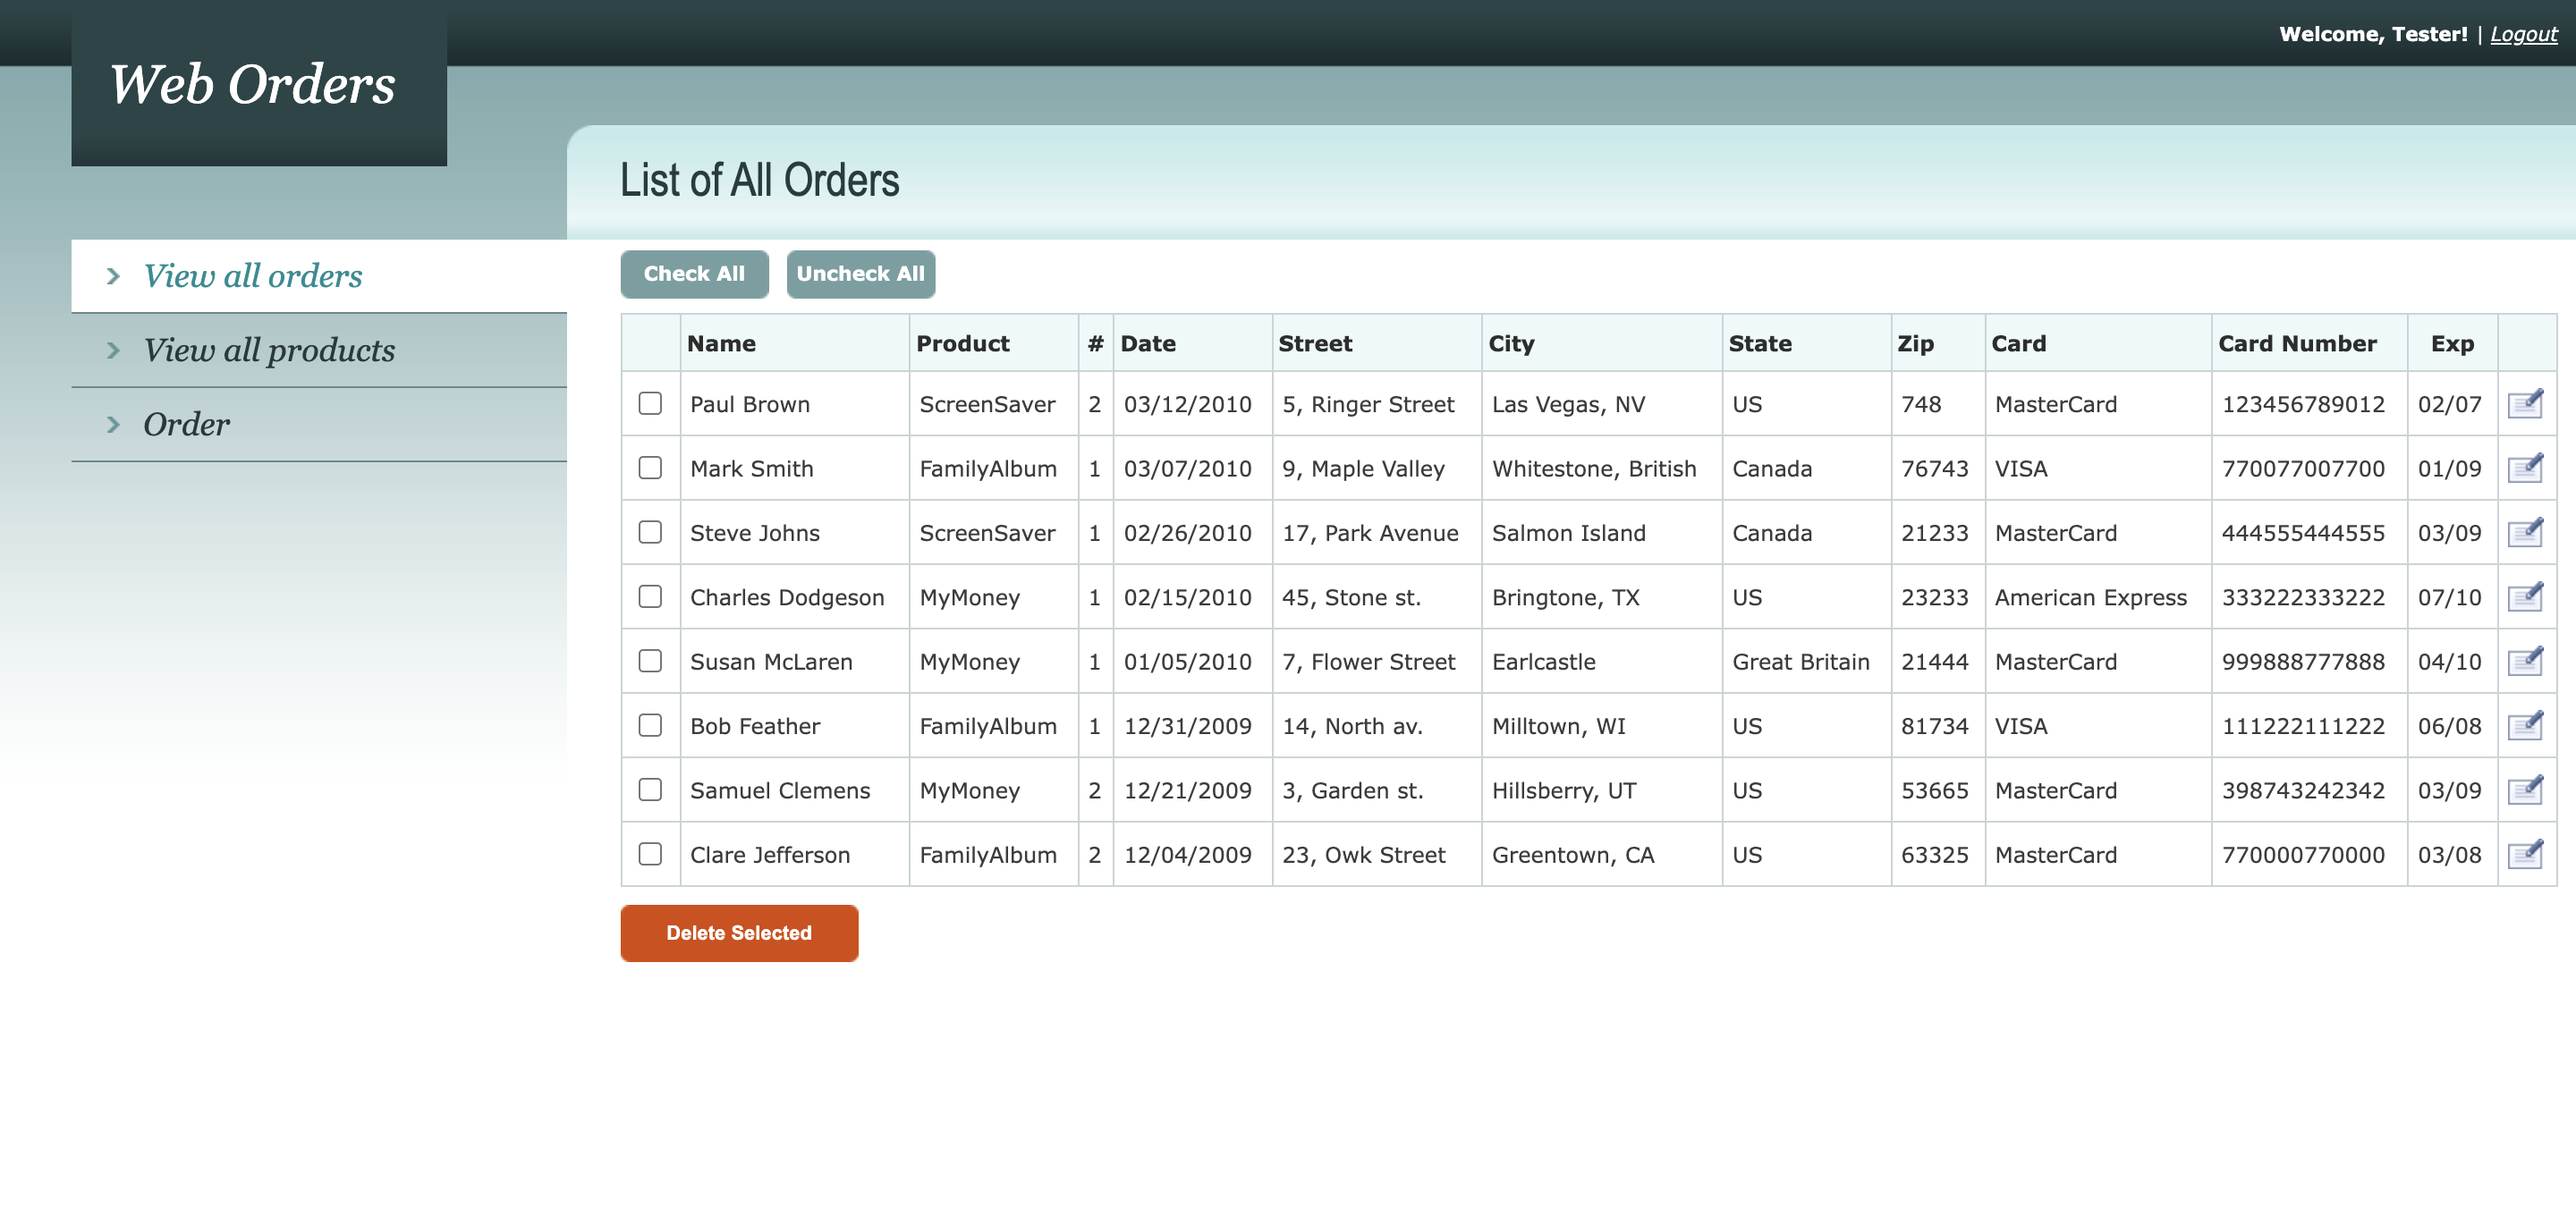 Welcome, Tester! | Logout
Web Orders
List of All Orders
View all orders
View all products
Order
Check All Uncheck All
Name Product # Date Street City State Zip Card Card Number Exp
Paul Brown ScreenSaver 2 03/12/2010 5, Ringer Street Las Vegas, NV US 748 MasterCard 123456789012 02/07
Mark Smith FamilyAlbum 1 03/07/2010 9, Maple Valley Whitestone, British Canada 76743 VISA 770077007700 01/09
Steve Johns ScreenSaver 1 02/26/2010 17, Park Avenue Salmon Island Canada 21233 MasterCard 444555444555 03/09
Charles Dodgeson MyMoney 1 02/15/2010 45, Stone st. Bringtone, TX US 23233 American Express 333222333222 07/10
Susan McLaren MyMoney 1 01/05/2010 7, Flower Street Earlcastle Great Britain 21444 MasterCard 999888777888 04/10
Bob Feather FamilyAlbum 1 12/31/2009 14, North av. Milltown, WI US 81734 VISA 111222111222 06/08
Samuel Clemens MyMoney 2 12/21/2009 3, Garden st. Hillsberry, UT US 53665 MasterCard 398743242342 03/09
Clare Jefferson FamilyAlbum 2 12/04/2009 23, Owk Street Greentown, CA US 63325 MasterCard 770000770000 03/08
Delete Selected